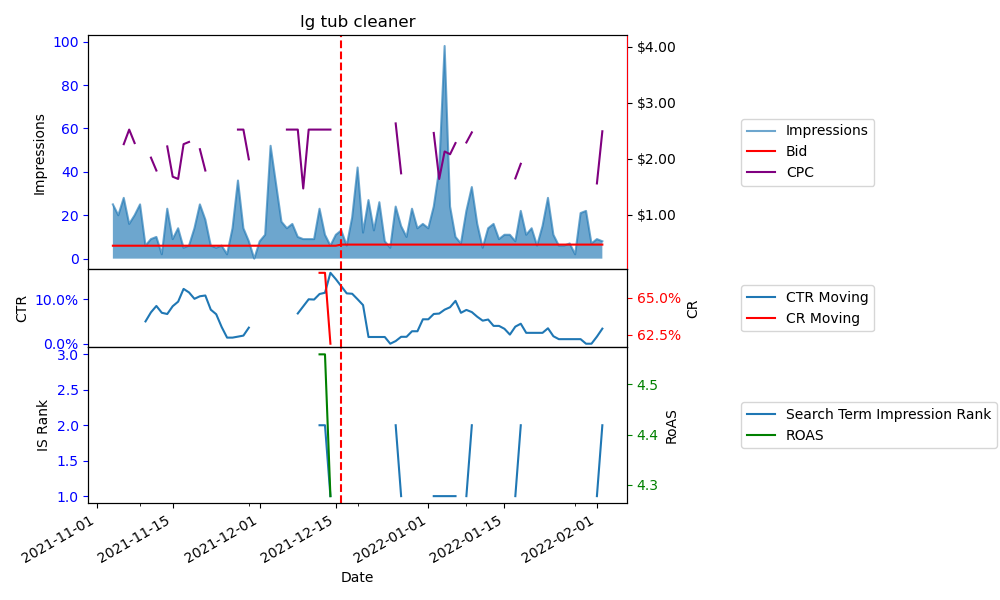 lg tub cleaner
Impressions
100
80
60
40
20
0
$4.00
$3.00
$2.00
$1.00
Impressions
Bid
CPC
CTR
10.0%
0.0%
65.0%
62.5%
CR
CTR Moving
CR Moving
IS Rank
3.0
2.5
2.0
1.5
1.0
4.5
4.4
4.3
RoAS
Search Term Impression Rank
ROAS
2021-11-01
2021-11-15
2021-12-01
2021-12-15
2022-01-01
2022-01-15
2022-02-01
Date